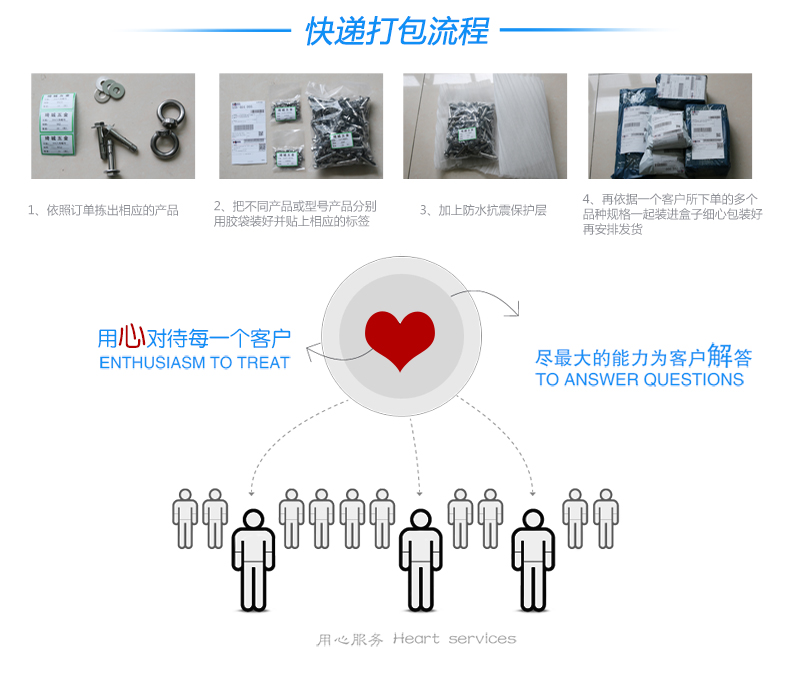 快递打包流程
1、依照订单拣出相应的产品
2、把不同产品或型号产品分别
用胶袋装好并贴上相应的标签
3、加上防水抗震保护层
4、再依据一个客户所下单的多个
品种规格一起装进盒子细心包装好
再安排发货
用心对待每一个客户
ENTHUSIASM TO TREAT
尽最大的能力为客户解答
TO ANSWER QUESTIONS
用心服务 Heart services